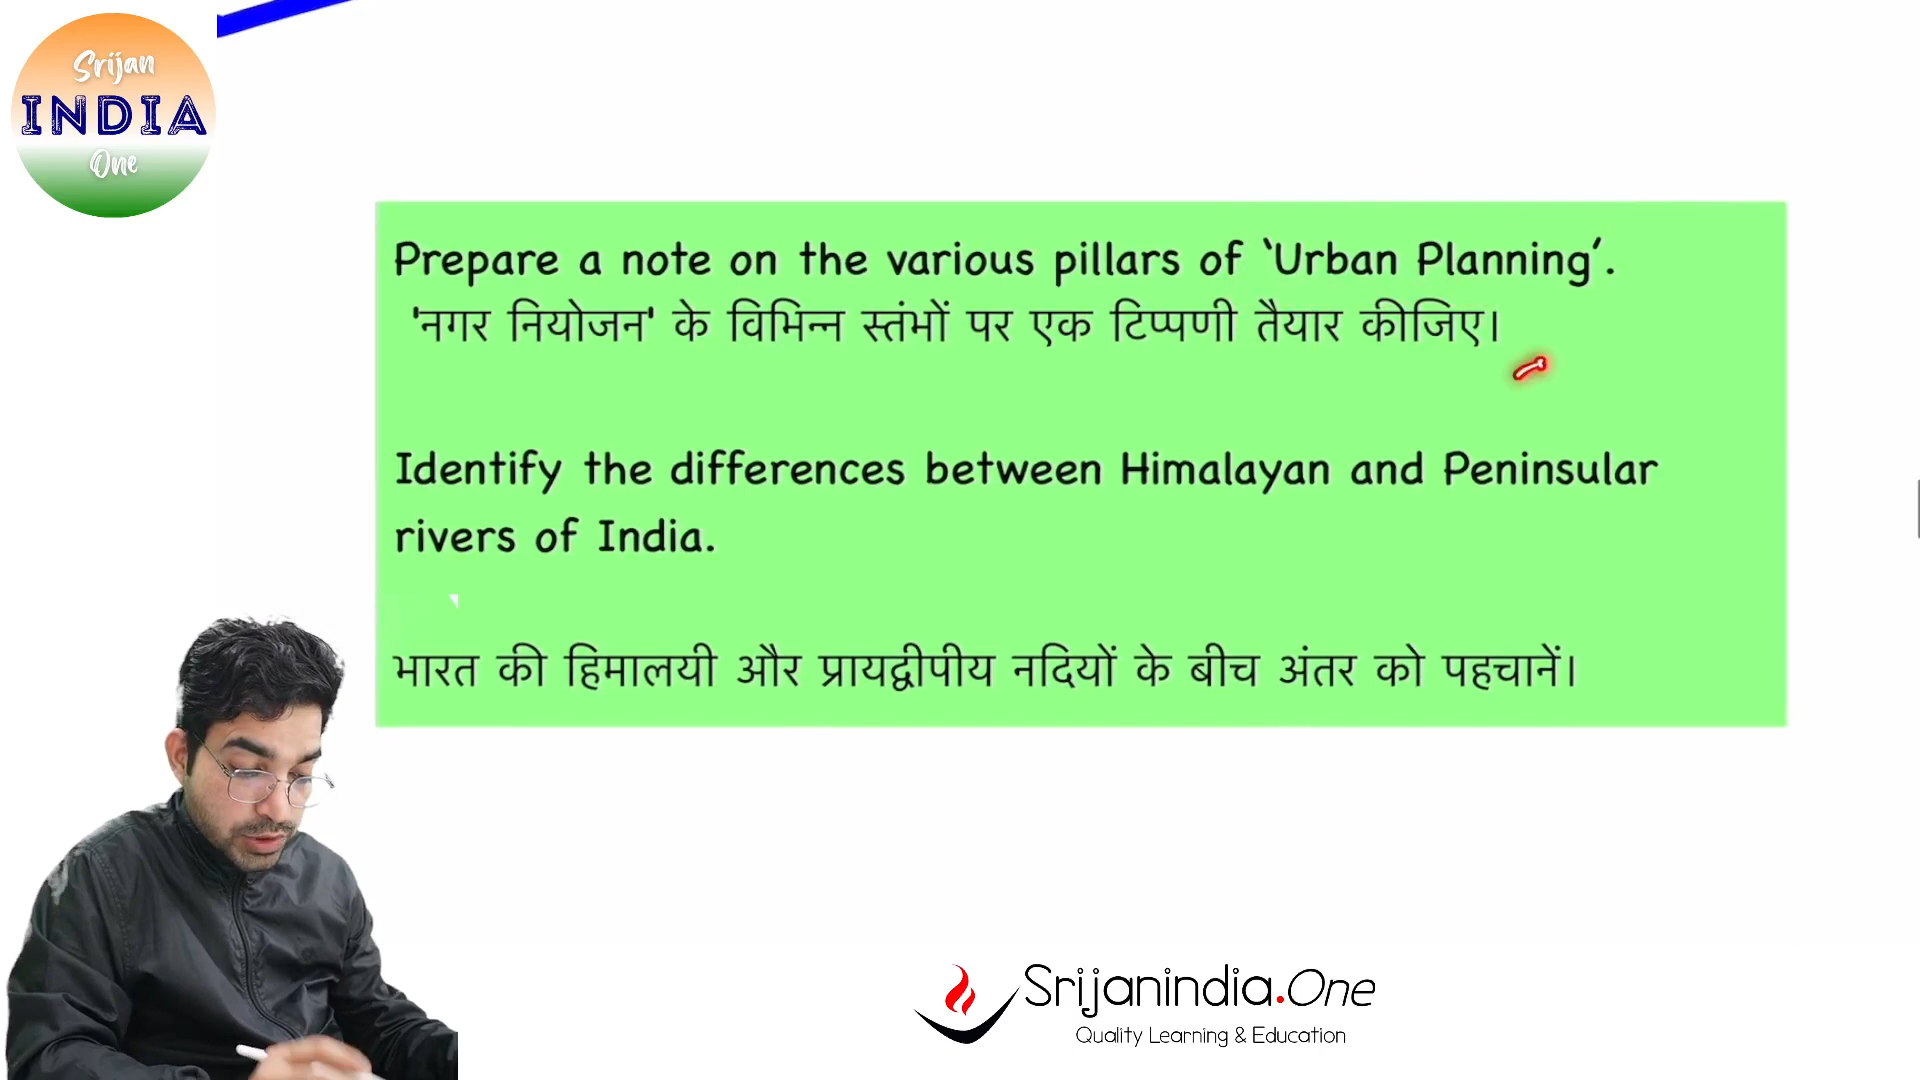 Srijan
INDIA
One
Prepare a note on the various pillars of ‘Urban Planning’.
'नगर नियोजन' के विभिन्न स्तंभों पर एक टिप्पणी तैयार कीजिए।
Identify the differences between Himalayan and Peninsular
rivers of India.
भारत की हिमालयी और प्रायद्वीपीय नदियों के बीच अंतर को पहचानें।
Srijanindia.One
Quality Learning & Education